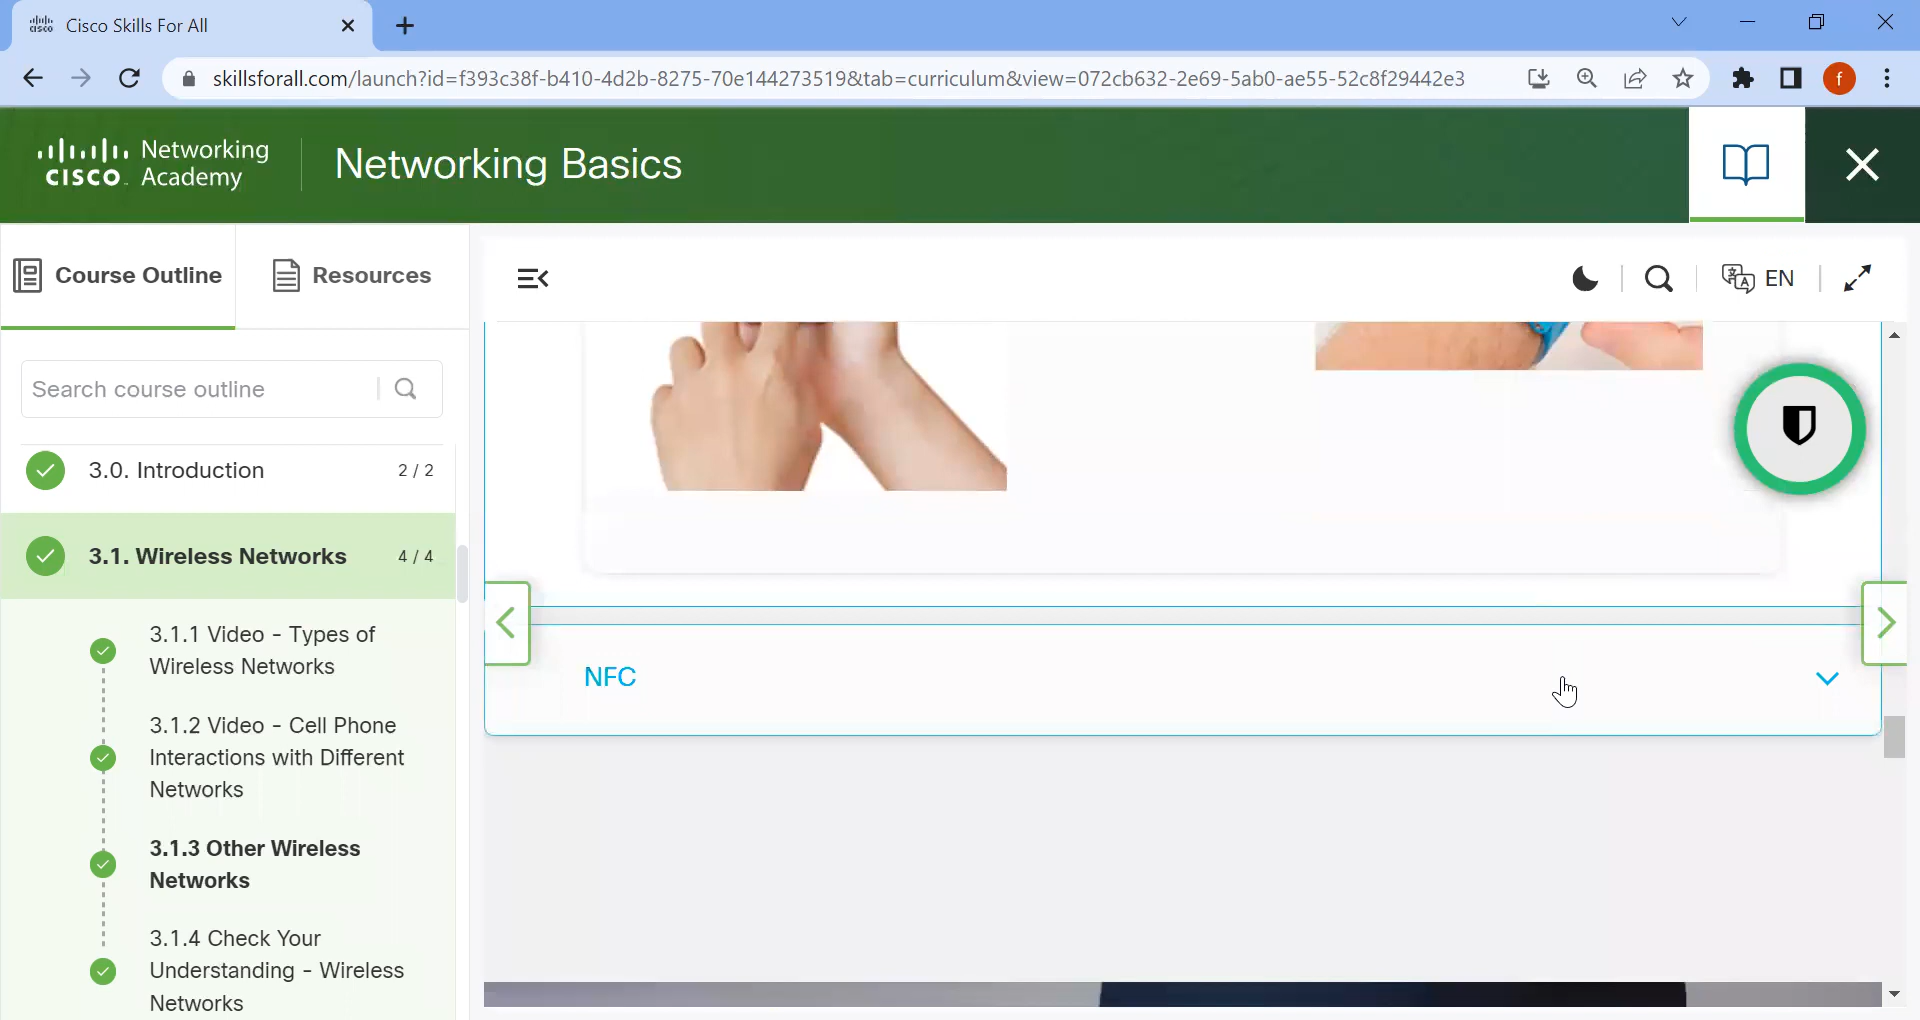 Cisco Skills For All
skillsforall.com/launch?id=f393c38f-b410-4d2b-8275-70e144273519&tab=curriculum&view=072cb632-2e69-5ab0-ae55-52c8f29442e3
f
CISCO Networking Academy
Networking Basics
Course Outline
Resources
EN
Search course outline
3.0. Introduction 2 / 2
3.1. Wireless Networks 4 / 4
3.1.1 Video - Types of
Wireless Networks
3.1.2 Video - Cell Phone
Interactions with Different
Networks
3.1.3 Other Wireless
Networks
3.1.4 Check Your
Understanding - Wireless
Networks
NFC